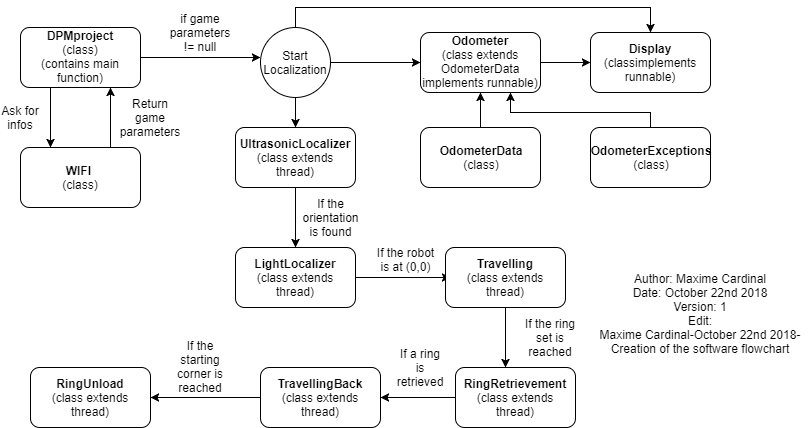 DPMproject
(class)
(contains main
function)
if game
parameters
!= null
Start
Localization
Odometer
(class extends
OdometerData
implements runnable)
Display
(classimplements
runnable)
Ask for
infos
Return
game
parameters
WIFI
(class)
UltrasonicLocalizer
(class extends
thread)
OdometerData
(class)
OdometerExceptions
(class)
If the
orientation
is found
LightLocalizer
(class extends
thread)
If the robot
is at (0,0)
Travelling
(class extends
thread)
Author: Maxime Cardinal
Date: October 22nd 2018
Version: 1
Edit:
Maxime Cardinal-October 22nd 2018-
Creation of the software flowchart
If the ring
set is
reached
RingRetrievement
(class extends
thread)
If a ring
is
retrieved
TravellingBack
(class extends
thread)
If the
starting
corner is
reached
RingUnload
(class extends
thread)